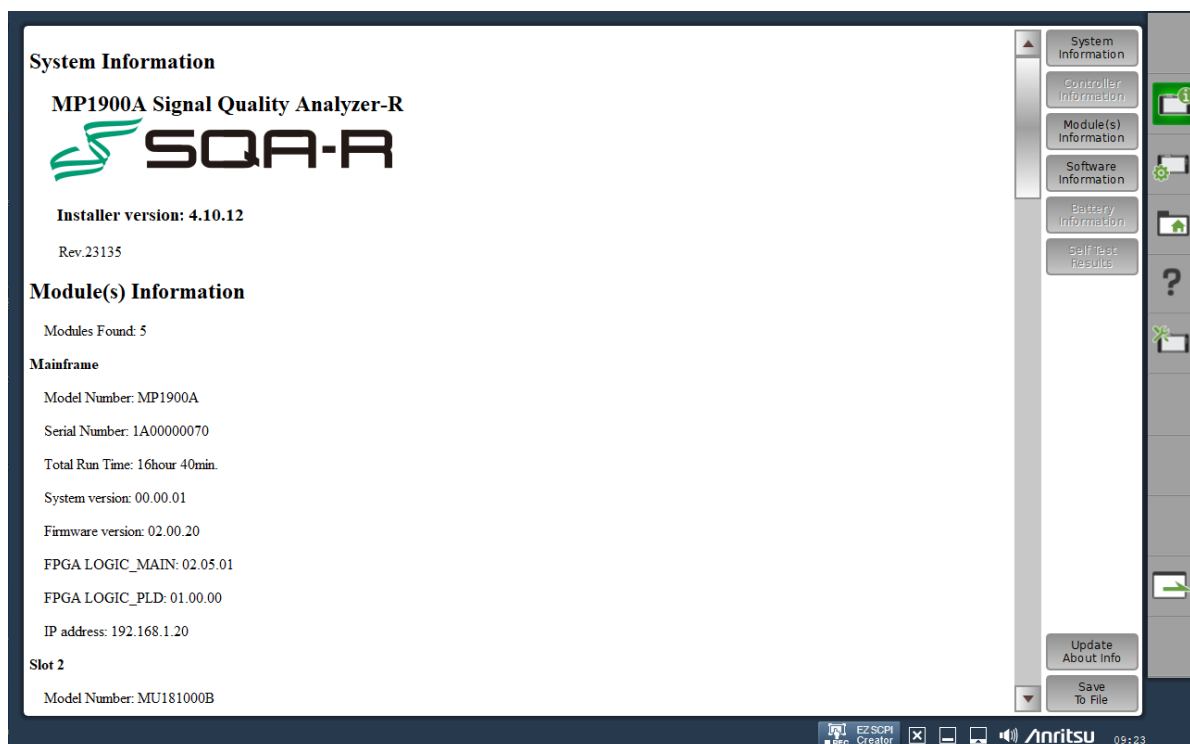 System Information
MP1900A Signal Quality Analyzer-R
SQA-R
Installer version: 4.10.12
Rev.23135
Module(s) Information
Modules Found: 5
Mainframe
Model Number: MP1900A
Serial Number: 1A00000070
Total Run Time: 16hour 40min.
System version: 00.00.01
Firmware version: 02.00.20
FPGA LOGIC_MAIN: 02.05.01
FPGA LOGIC_PLD: 01.00.00
IP address: 192.168.1.20
Slot 2
Model Number: MU181000B
System
Information
Controller
Information
Module(s)
Information
Software
Information
Battery
Information
Self Test
Results
Update
About Info
Save
To File
?
REC
EZ SCPI
Creator
Anritsu
09:23